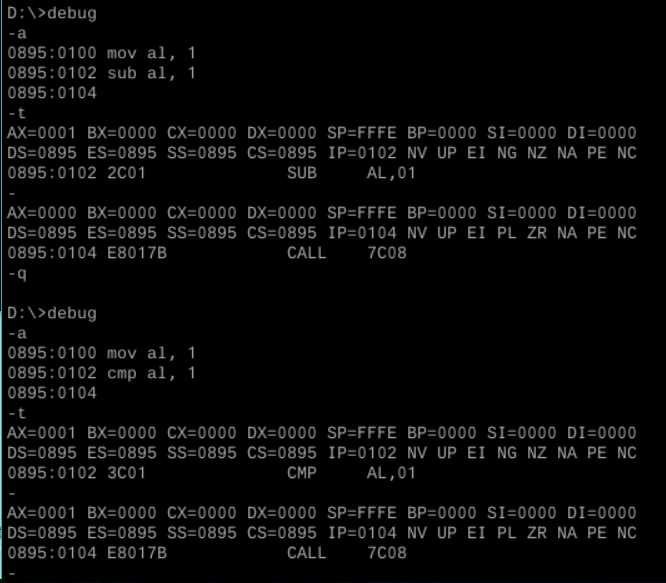 D:\>debug
-a
0895:0100 mov al, 1
0895:0102 sub al, 1
0895:0104
-t
AX=0001 BX=0000 CX=0000 DX=0000 SP=FFFE BP=0000 SI=0000 DI=0000
DS=0895 ES=0895 SS=0895 CS=0895 IP=0102 NV UP EI NG NZ NA PE NC
0895:0102 2C01 SUB AL,01
-
AX=0000 BX=0000 CX=0000 DX=0000 SP=FFFE BP=0000 SI=0000 DI=0000
DS=0895 ES=0895 SS=0895 CS=0895 IP=0104 NV UP EI PL ZR NA PE NC
0895:0104 E8017B CALL 7C08
-q
D:\>debug
-a
0895:0100 mov al, 1
0895:0102 cmp al, 1
0895:0104
-t
AX=0001 BX=0000 CX=0000 DX=0000 SP=FFFE BP=0000 SI=0000 DI=0000
DS=0895 ES=0895 SS=0895 CS=0895 IP=0102 NV UP EI NG NZ NA PE NC
0895:0102 3C01 CMP AL,01
-
AX=0001 BX=0000 CX=0000 DX=0000 SP=FFFE BP=0000 SI=0000 DI=0000
DS=0895 ES=0895 SS=0895 CS=0895 IP=0104 NV UP EI PL ZR NA PE NC
0895:0104 E8017B CALL 7C08
-